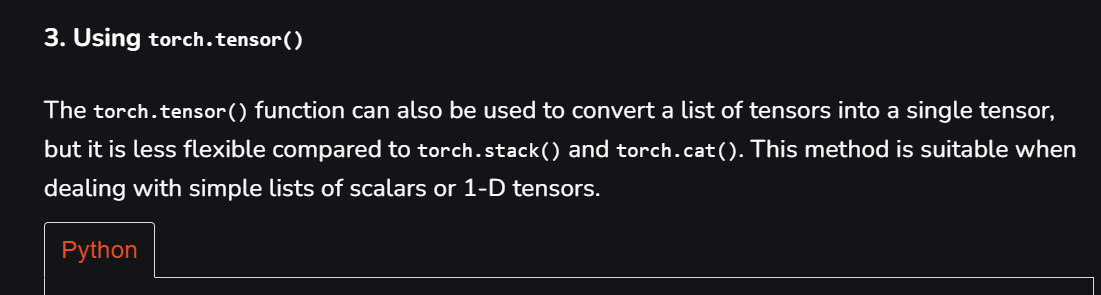 3. Using torch.tensor()
The torch.tensor() function can also be used to convert a list of tensors into a single tensor,
but it is less flexible compared to torch.stack() and torch.cat(). This method is suitable when
dealing with simple lists of scalars or 1-D tensors.
Python